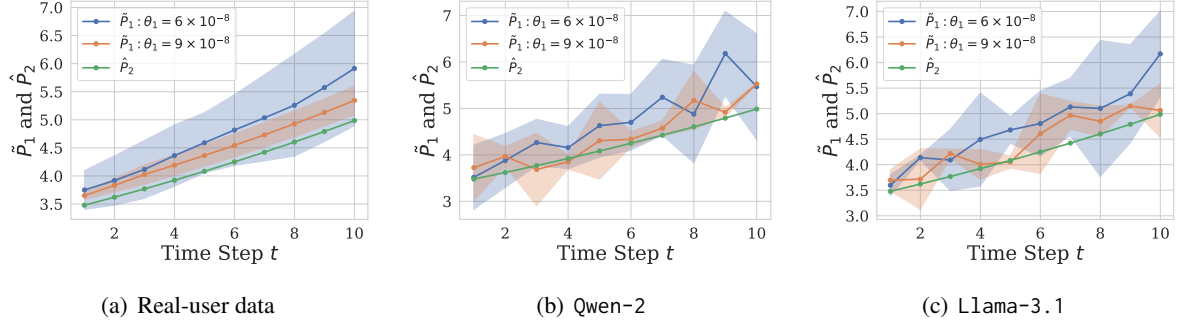 7.0
6.5
6.0
5.5
5.0
4.5
4.0
3.5
P̃₁ and P̂₂
P̃₁ : θ₁ = 6 × 10⁻⁸
P̃₁ : θ₁ = 9 × 10⁻⁸
P̂₂
2 4 6 8 10
Time Step t
(a) Real-user data
7
6
5
4
3
P̃₁ and P̂₂
P̃₁ : θ₁ = 6 × 10⁻⁸
P̃₁ : θ₁ = 9 × 10⁻⁸
P̂₂
2 4 6 8 10
Time Step t
(b) Qwen-2
7.0
6.5
6.0
5.5
5.0
4.5
4.0
3.5
3.0
P̃₁ and P̂₂
P̃₁ : θ₁ = 6 × 10⁻⁸
P̃₁ : θ₁ = 9 × 10⁻⁸
P̂₂
2 4 6 8 10
Time Step t
(c) Llama-3.1